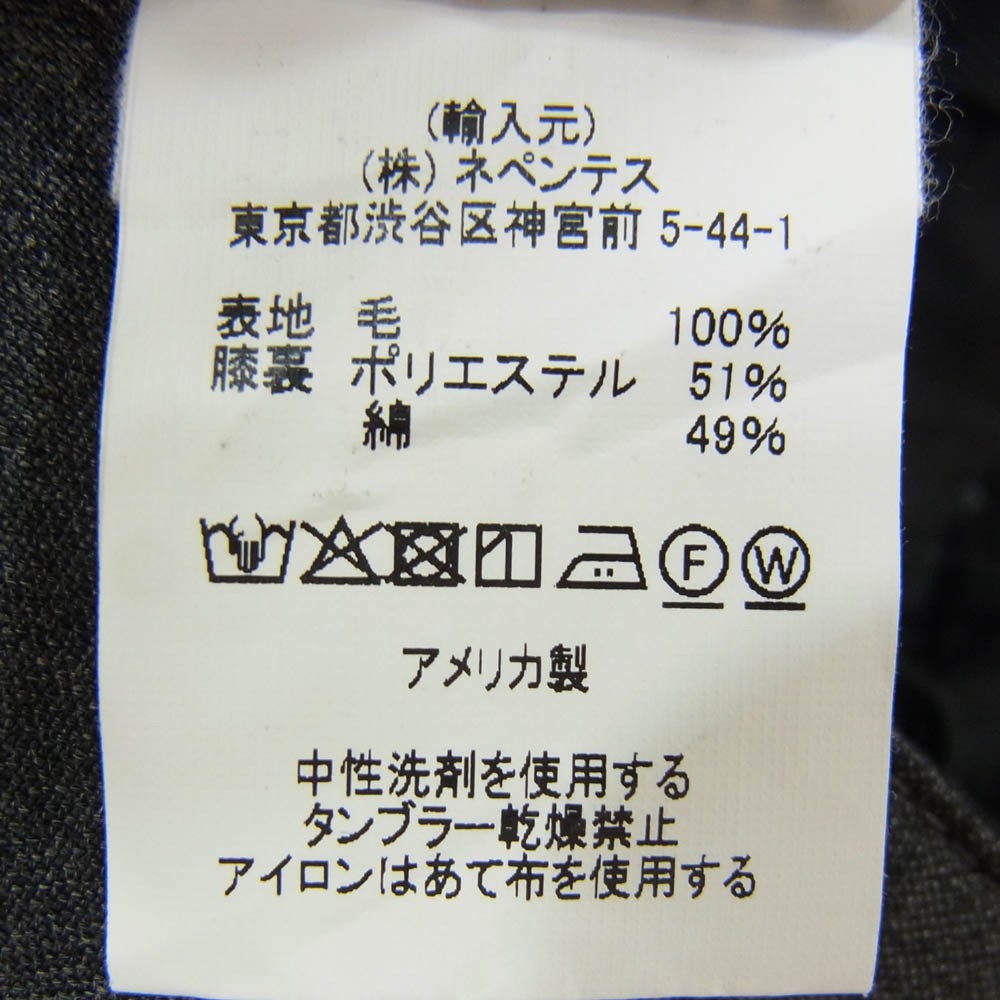 (輸入元)
(株) ネペンテス
東京都渋谷区神宮前 5-44-1
表地 毛 100%
膝裏 ポリエステル 51%
綿 49%
F W
アメリカ製
中性洗剤を使用する
タンブラー乾燥禁止
アイロンはあて布を使用する